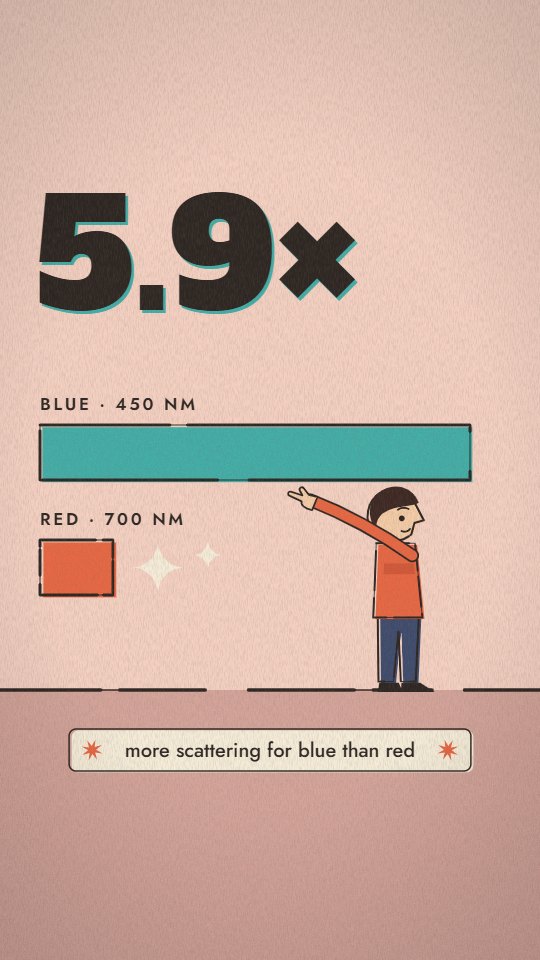 5.9×
BLUE · 450 NM
RED · 700 NM
more scattering for blue than red